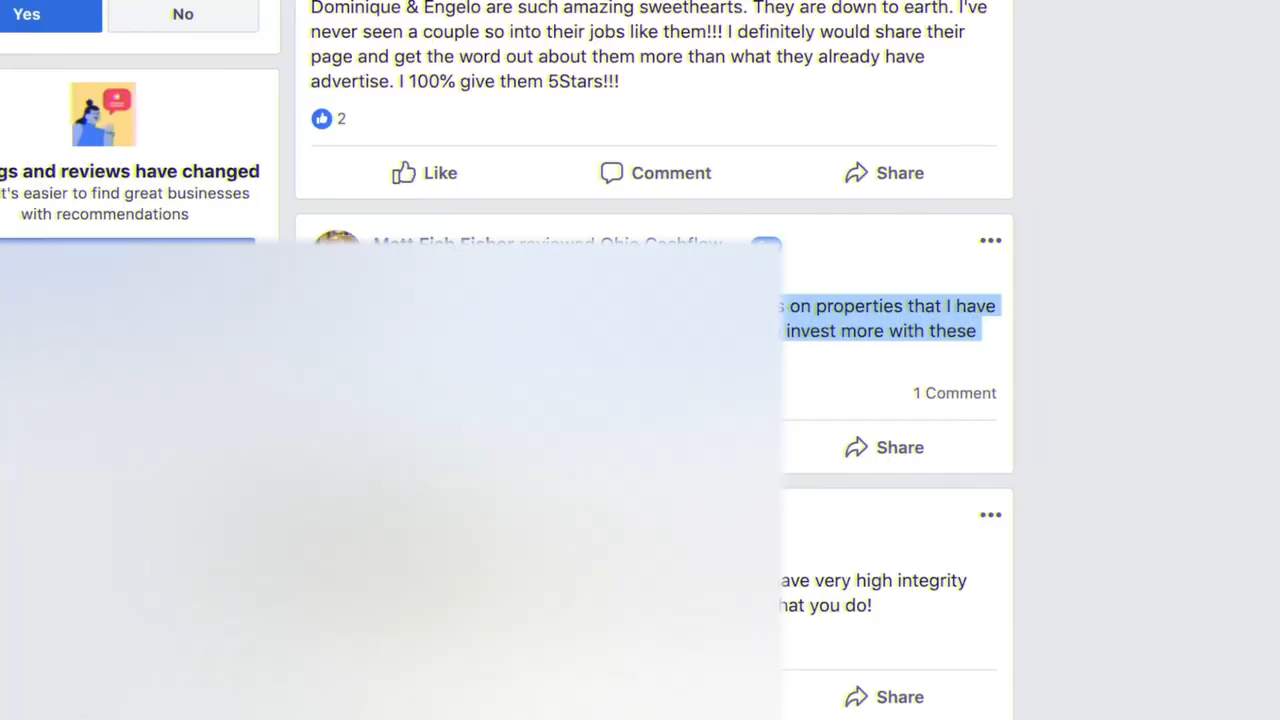 Yes
No
gs and reviews have changed
t's easier to find great businesses
with recommendations
Dominique & Engelo are such amazing sweethearts. They are down to earth. I've
never seen a couple so into their jobs like them!!! I definitely would share their
page and get the word out about them more than what they already have
advertise. I 100% give them 5Stars!!!
2
Like
Comment
Share
Matt Fish Fisher reviewed Ohio Cashflow
s on properties that I have
invest more with these
1 Comment
Share
ave very high integrity
hat you do!
Share